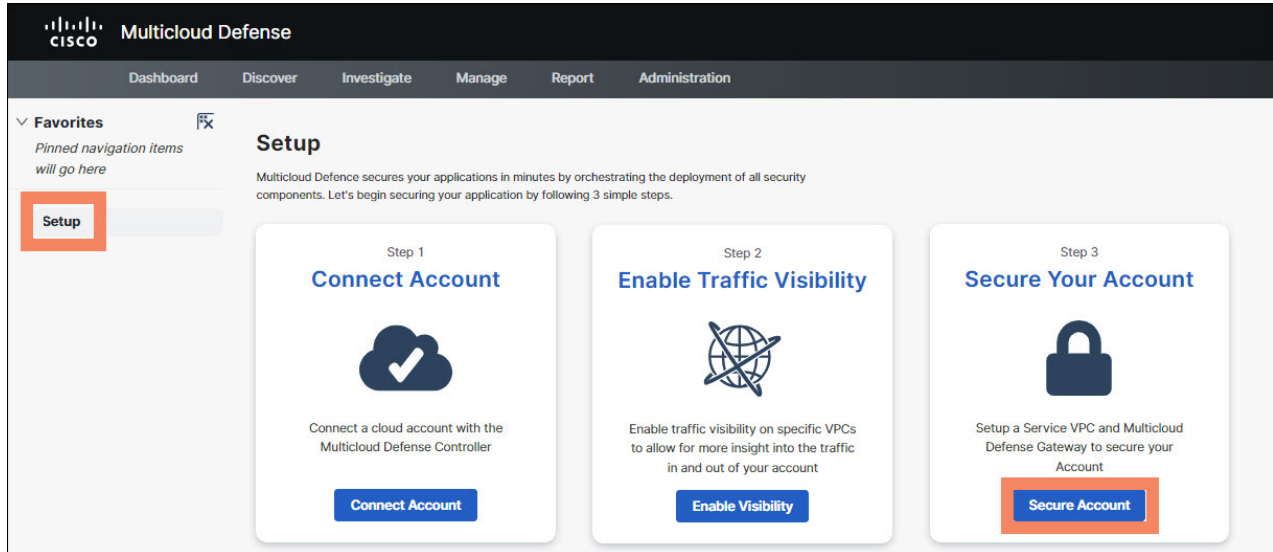 CISCO Multicloud Defense
Dashboard Discover Investigate Manage Report Administration
Favorites
Pinned navigation items
will go here
Setup
Setup
Multicloud Defence secures your applications in minutes by orchestrating the deployment of all security
components. Let's begin securing your application by following 3 simple steps.
Step 1
Connect Account
Connect a cloud account with the
Multicloud Defense Controller
Connect Account
Step 2
Enable Traffic Visibility
Enable traffic visibility on specific VPCs
to allow for more insight into the traffic
in and out of your account
Enable Visibility
Step 3
Secure Your Account
Setup a Service VPC and Multicloud
Defense Gateway to secure your
Account
Secure Account